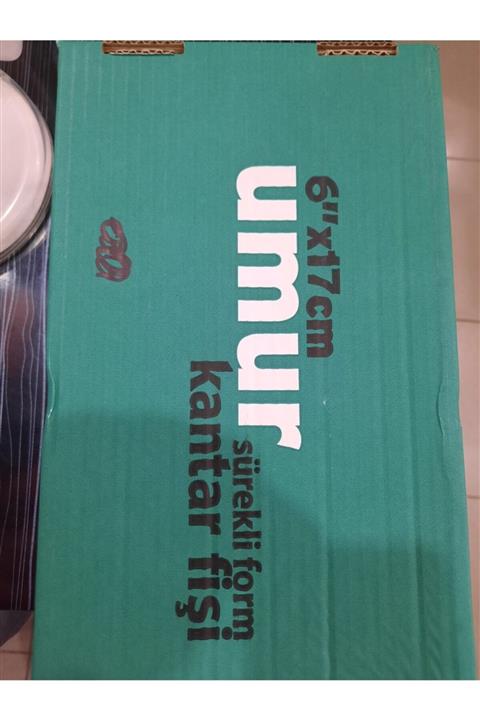 6"x17cm
umur
sürekli form
kantar fişi